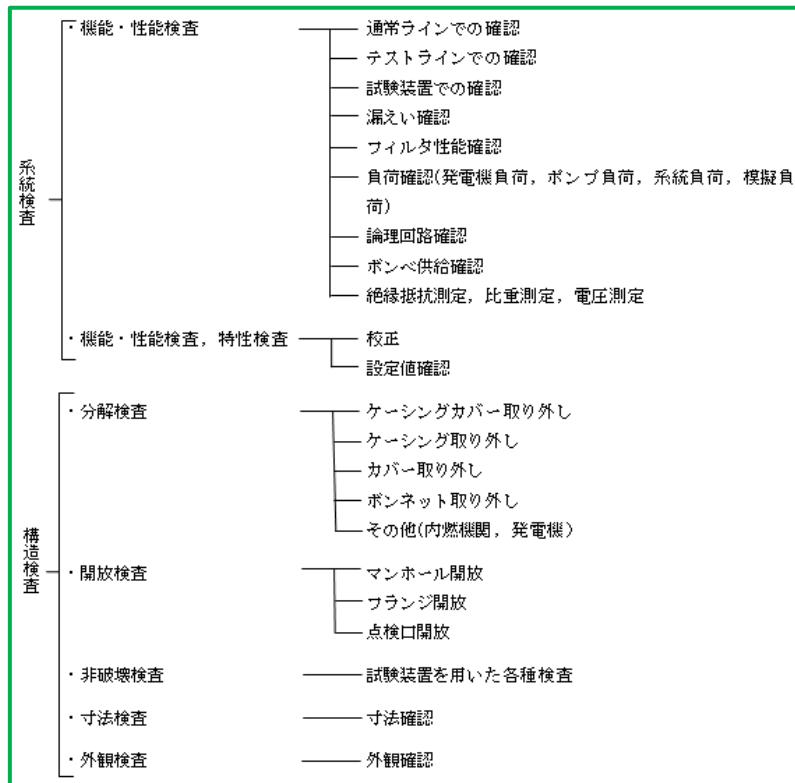 系統検査
・機能・性能検査
通常ラインでの確認
テストラインでの確認
試験装置での確認
漏えい確認
フィルタ性能確認
負荷確認(発電機負荷，ポンプ負荷，系統負荷，模擬負
荷)
論理回路確認
ボンベ供給確認
絶縁抵抗測定，比重測定，電圧測定
・機能・性能検査，特性検査
校正
設定値確認
構造検査
・分解検査
ケーシングカバー取り外し
ケーシング取り外し
カバー取り外し
ボンネット取り外し
その他(内燃機関，発電機)
・開放検査
マンホール開放
フランジ開放
点検口開放
・非破壊検査
試験装置を用いた各種検査
・寸法検査
寸法確認
・外観検査
外観確認